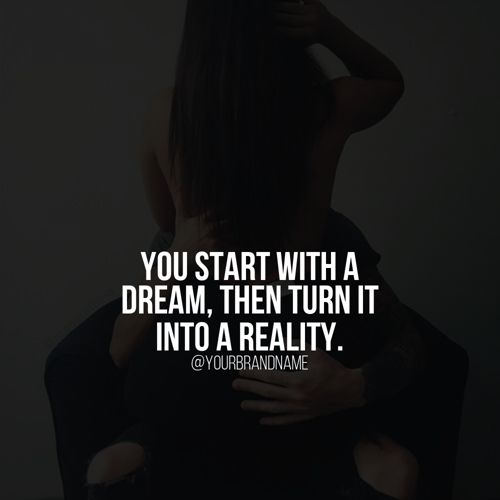 YOU START WITH A
DREAM, THEN TURN IT
INTO A REALITY.
@YOURBRANDNAME